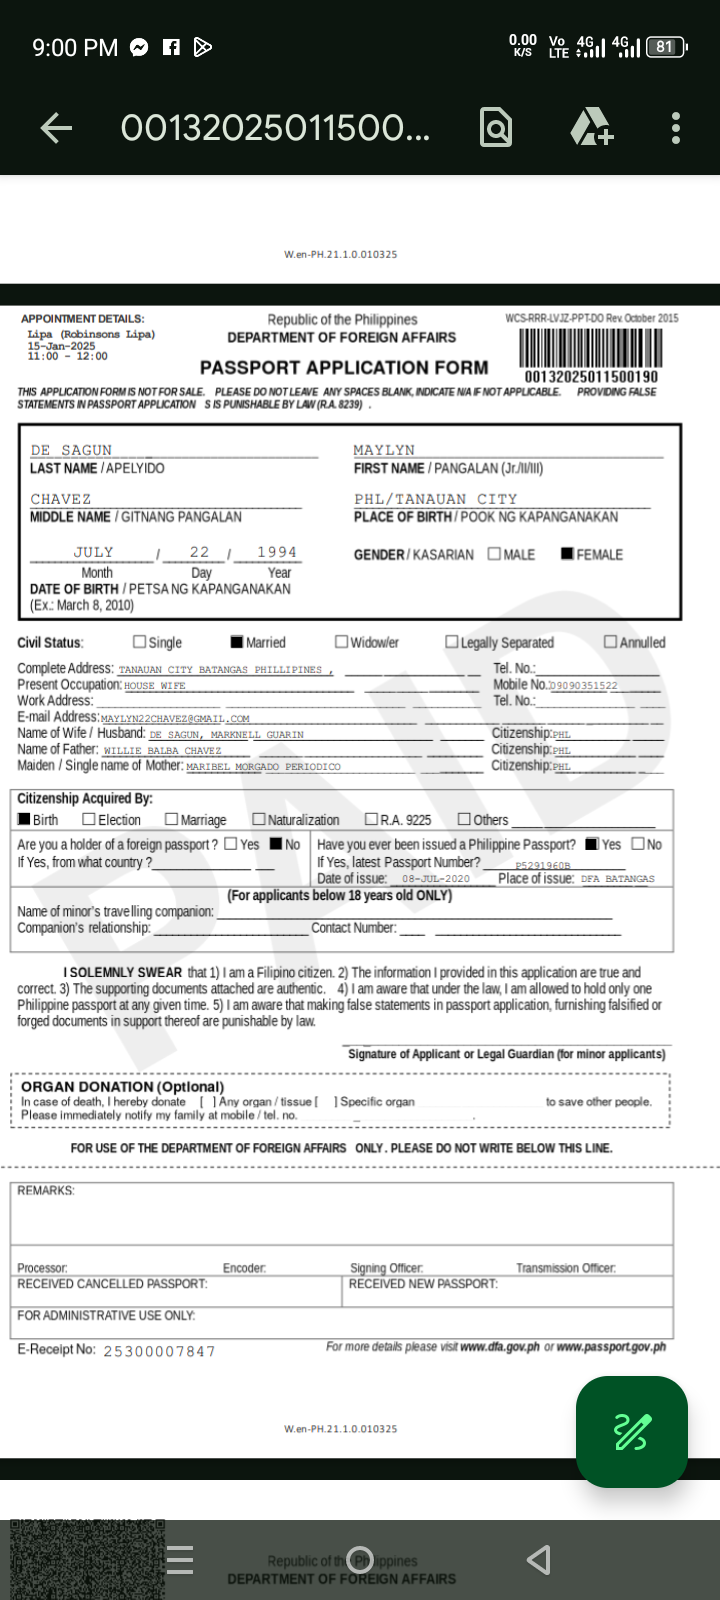 9:00 PM
0.00 K/S Vo LTE 4G 4G 81
00132025011500...
W.en-PH.21.1.0.010325
APPOINTMENT DETAILS:
Lipa (Robinsons Lipa)
15-Jan-2025
11:00 - 12:00
Republic of the Philippines
DEPARTMENT OF FOREIGN AFFAIRS
PASSPORT APPLICATION FORM
WCS-RRR-LVJZ-PPT-DO Rev. October 2015
00132025011500190
THIS APPLICATION FORM IS NOT FOR SALE. PLEASE DO NOT LEAVE ANY SPACES BLANK, INDICATE N/A IF NOT APPLICABLE. PROVIDING FALSE
STATEMENTS IN PASSPORT APPLICATION S IS PUNISHABLE BY LAW (R.A. 8239) .
DE SAGUN MAYLYN
LAST NAME / APELYIDO FIRST NAME / PANGALAN (Jr./II/III)
CHAVEZ PHL/TANAUAN CITY
MIDDLE NAME / GITNANG PANGALAN PLACE OF BIRTH / POOK NG KAPANGANAKAN
JULY / 22 / 1994 GENDER / KASARIAN MALE FEMALE
Month Day Year
DATE OF BIRTH / PETSA NG KAPANGANAKAN
(Ex.: March 8, 2010)
Civil Status: Single Married Widow/er Legally Separated Annulled
Complete Address: TANAUAN CITY BATANGAS PHILLIPINES , Tel. No.:
Present Occupation: HOUSE WIFE Mobile No.: 09090351522
Work Address: Tel. No.:
E-mail Address: MAYLYN22CHAVEZ@GMAIL.COM
Name of Wife / Husband: DE SAGUN, MARKNELL GUARIN Citizenship: PHL
Name of Father: WILLIE BALBA CHAVEZ Citizenship: PHL
Maiden / Single name of Mother: MARIBEL MORGADO PERIODICO Citizenship: PHL
Citizenship Acquired By:
Birth Election Marriage Naturalization R.A. 9225 Others
Are you a holder of a foreign passport ? Yes No Have you ever been issued a Philippine Passport? Yes No
If Yes, from what country ? If Yes, latest Passport Number? P5291960B
Date of issue: 08-JUL-2020 Place of issue: DFA BATANGAS
(For applicants below 18 years old ONLY)
Name of minor's travelling companion:
Companion's relationship: Contact Number:
I SOLEMNLY SWEAR that 1) I am a Filipino citizen. 2) The information I provided in this application are true and
correct. 3) The supporting documents attached are authentic. 4) I am aware that under the law, I am allowed to hold only one
Philippine passport at any given time. 5) I am aware that making false statements in passport application, furnishing falsified or
forged documents in support thereof are punishable by law.
Signature of Applicant or Legal Guardian (for minor applicants)
PAID
ORGAN DONATION (Optional)
In case of death, I hereby donate [ ] Any organ / tissue [ ] Specific organ to save other people.
Please immediately notify my family at mobile / tel. no. .
FOR USE OF THE DEPARTMENT OF FOREIGN AFFAIRS ONLY . PLEASE DO NOT WRITE BELOW THIS LINE.
REMARKS:
Processor: Encoder: Signing Officer: Transmission Officer:
RECEIVED CANCELLED PASSPORT: RECEIVED NEW PASSPORT:
FOR ADMINISTRATIVE USE ONLY:
E-Receipt No: 25300007847 For more details please visit www.dfa.gov.ph or www.passport.gov.ph
W.en-PH.21.1.0.010325
Republic of the Philippines
DEPARTMENT OF FOREIGN AFFAIRS